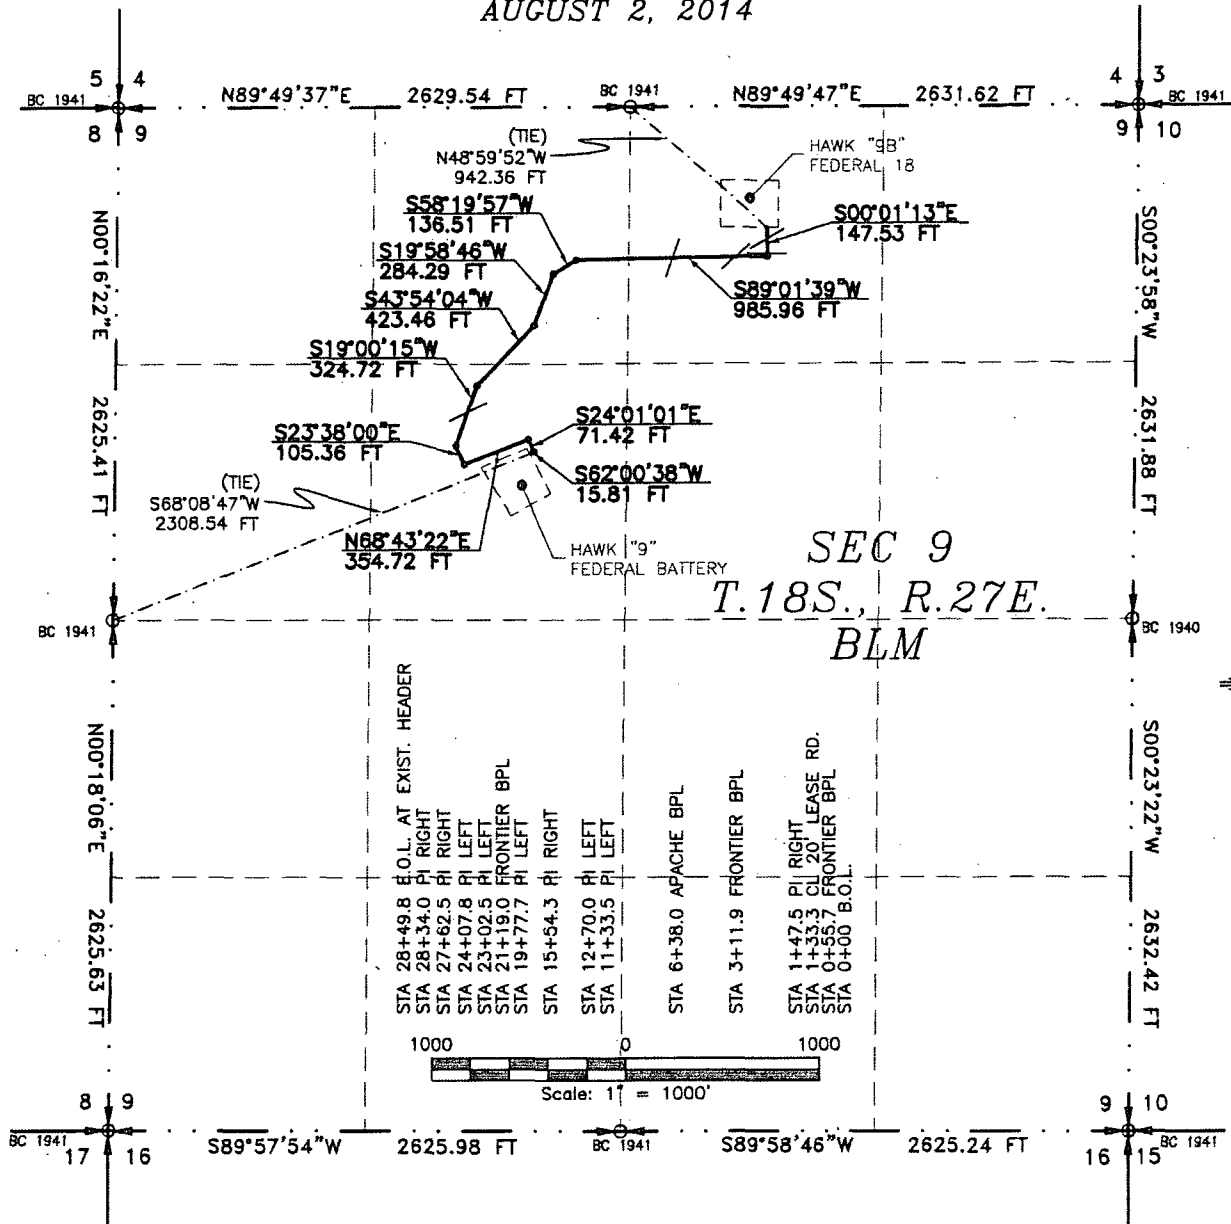 AUGUST 2, 2014
5 4
BC 1941
8 9
N89°49'37"E 2629.54 FT
BC 1941
N89°49'47"E 2631.62 FT
4 3
BC 1941
9 10
(TIE)
N48°59'52"W
942.36 FT
HAWK "9B"
FEDERAL 18
S58°19'57"W
136.51 FT
S00°01'13"E
147.53 FT
S19°58'46"W
284.29 FT
S89°01'39"W
985.96 FT
S43°54'04"W
423.46 FT
S19°00'15"W
324.72 FT
N00°16'22"E 2625.41 FT
S00°23'58"W 2631.88 FT
S23°38'00"E
105.36 FT
S24°01'01"E
71.42 FT
S62°00'38"W
15.81 FT
(TIE)
S68°08'47"W
2308.54 FT
N68°43'22"E
354.72 FT
HAWK "9"
FEDERAL BATTERY
SEC 9
T.18S., R.27E.
BLM
BC 1941
BC 1940
N00°18'06"E 2625.63 FT
S00°23'22"W 2632.42 FT
STA 28+49.8 E.O.L. AT EXIST. HEADER
STA 28+34.0 PI RIGHT
STA 27+62.5 PI RIGHT
STA 24+07.8 PI LEFT
STA 23+02.5 PI LEFT
STA 21+19.0 FRONTIER BPL
STA 19+77.7 PI LEFT
STA 15+54.3 PI RIGHT
STA 12+70.0 PI LEFT
STA 11+33.5 PI LEFT
STA 6+38.0 APACHE BPL
STA 3+11.9 FRONTIER BPL
STA 1+47.5 PI RIGHT
STA 1+33.3 CL 20' LEASE RD.
STA 0+55.7 FRONTIER BPL
STA 0+00 B.O.L.
1000 0 1000
Scale: 1" = 1000'
8 9
BC 1941
17 16
S89°57'54"W 2625.98 FT
BC 1941
S89°58'46"W 2625.24 FT
9 10
BC 1941
16 15